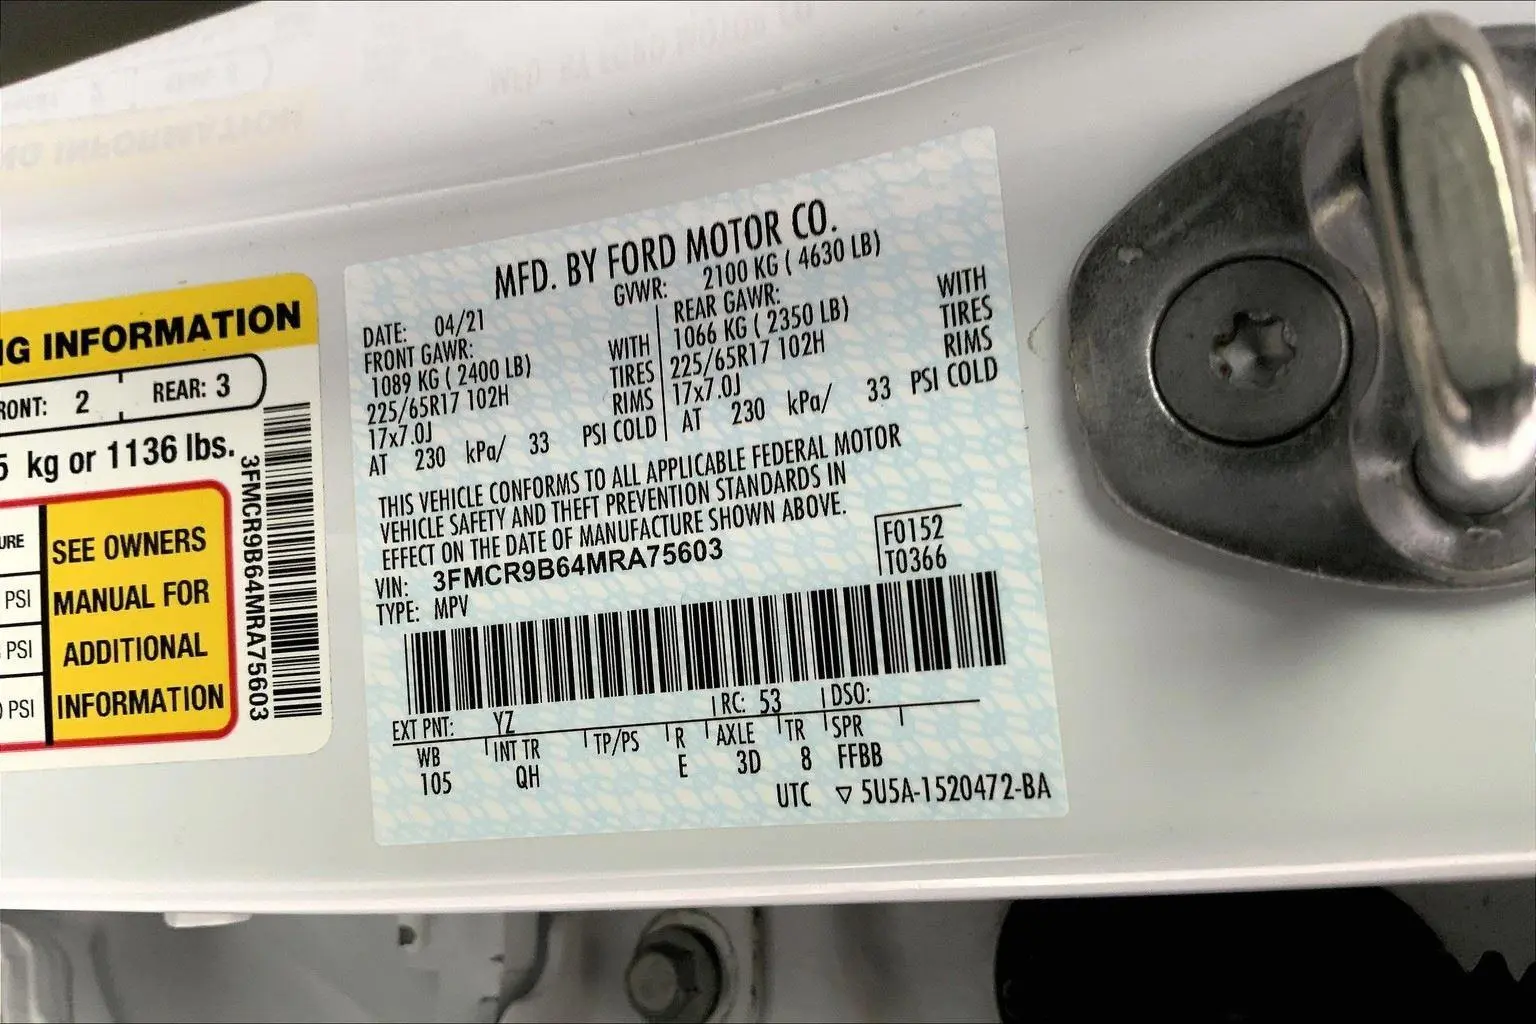 NG INFORMATION
RONT: 2 REAR: 3
5 kg or 1136 lbs.
URE
PSI
PSI
PSI
SEE OWNERS
MANUAL FOR
ADDITIONAL
INFORMATION
3FMCR9B64MRA75603
MFD. BY FORD MOTOR CO.
DATE: 04/21 GVWR: 2100 KG ( 4630 LB)
FRONT GAWR: REAR GAWR:
1089 KG ( 2400 LB) WITH 1066 KG ( 2350 LB) WITH
225/65R17 102H TIRES 225/65R17 102H TIRES
17x7.0J RIMS 17x7.0J RIMS
AT 230 kPa/ 33 PSI COLD AT 230 kPa/ 33 PSI COLD
THIS VEHICLE CONFORMS TO ALL APPLICABLE FEDERAL MOTOR
VEHICLE SAFETY AND THEFT PREVENTION STANDARDS IN
EFFECT ON THE DATE OF MANUFACTURE SHOWN ABOVE.
VIN: 3FMCR9B64MRA75603 F0152
TYPE: MPV T0366
EXT PNT: YZ RC: 53 DSO:
WB INT TR TP/PS R AXLE TR SPR
105 QH E 3D 8 FFBB
UTC ▽ 5U5A-1520472-BA